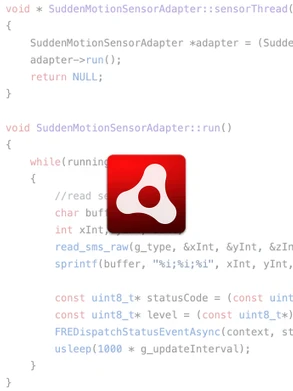 void * SuddenMotionSensorAdapter::sensorThread(
{
SuddenMotionSensorAdapter *adapter = (Sudde
adapter->run();
return NULL;
}
void SuddenMotionSensorAdapter::run()
{
while(running
{
//read se
char buff
int xInt,
read_sms_raw(g_type, &xInt, &yInt, &zIn
sprintf(buffer, "%i;%i;%i", xInt, yInt,
const uint8_t* statusCode = (const uint
const uint8_t* level = (const uint8_t*)
FREDispatchStatusEventAsync(context, st
usleep(1000 * g_updateInterval);
}
}